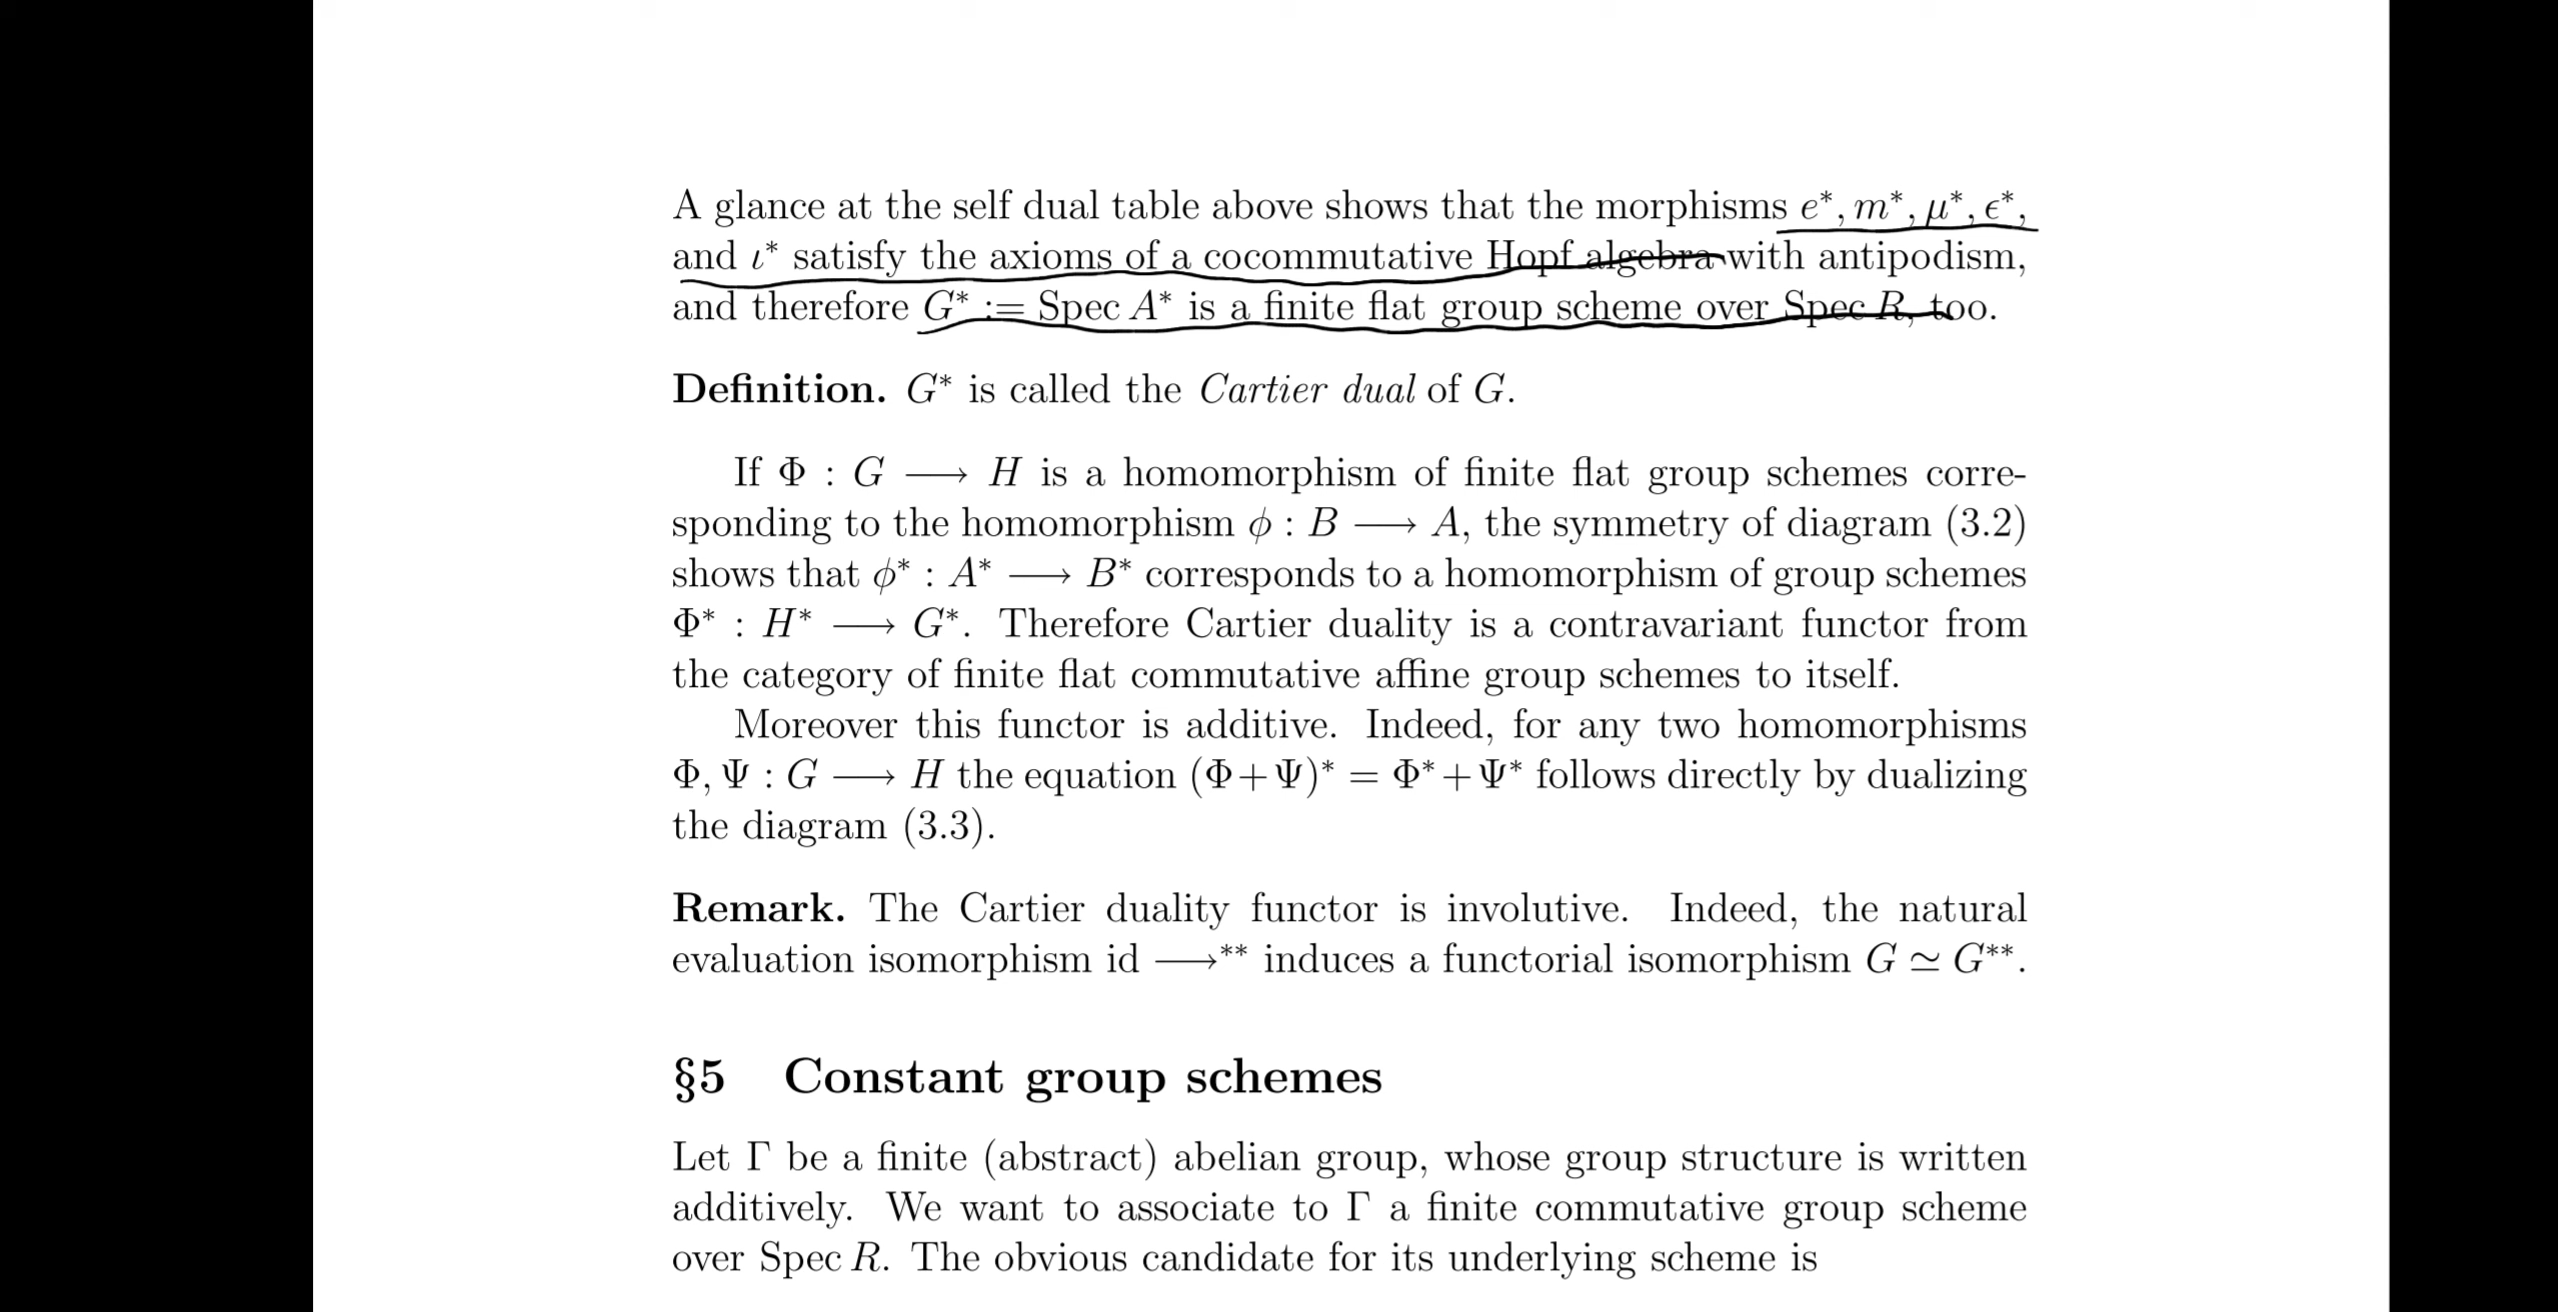 A glance at the self dual table above shows that the morphisms e*, m*, μ*, ϵ*,
and ι* satisfy the axioms of a cocommutative Hopf algebra with antipodism,
and therefore G* := Spec A* is a finite flat group scheme over Spec R, too.
Definition. G* is called the Cartier dual of G.
If Φ : G ⟶ H is a homomorphism of finite flat group schemes corre-
sponding to the homomorphism ϕ : B ⟶ A, the symmetry of diagram (3.2)
shows that ϕ* : A* ⟶ B* corresponds to a homomorphism of group schemes
Φ* : H* ⟶ G*. Therefore Cartier duality is a contravariant functor from
the category of finite flat commutative affine group schemes to itself.
Moreover this functor is additive. Indeed, for any two homomorphisms
Φ, Ψ : G ⟶ H the equation (Φ+Ψ)* = Φ*+Ψ* follows directly by dualizing
the diagram (3.3).
Remark. The Cartier duality functor is involutive. Indeed, the natural
evaluation isomorphism id ⟶** induces a functorial isomorphism G ≃ G**.
§5 Constant group schemes
Let Γ be a finite (abstract) abelian group, whose group structure is written
additively. We want to associate to Γ a finite commutative group scheme
over Spec R. The obvious candidate for its underlying scheme is